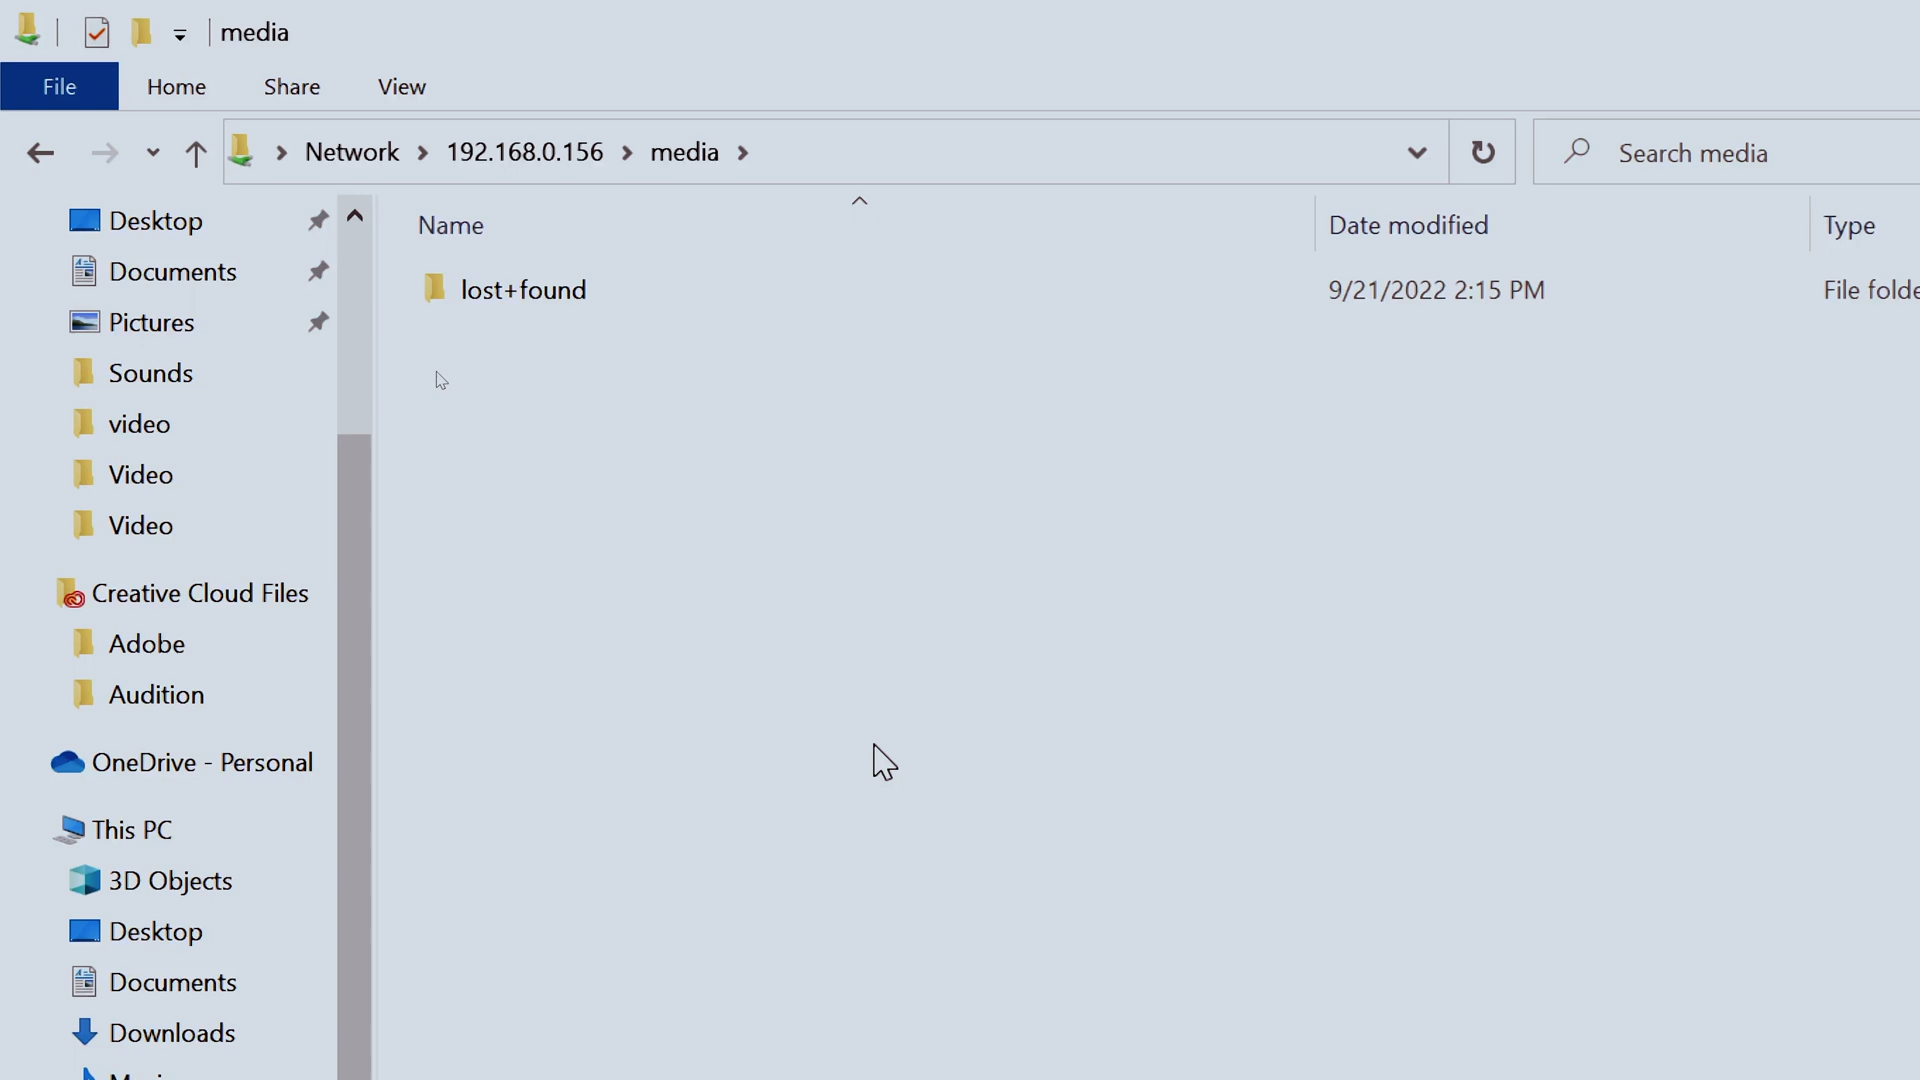 media
File Home Share View
Network 192.168.0.156 media
Search media
Name Date modified Type
lost+found 9/21/2022 2:15 PM File folde
Desktop
Documents
Pictures
Sounds
video
Video
Video
Creative Cloud Files
Adobe
Audition
OneDrive - Personal
This PC
3D Objects
Desktop
Documents
Downloads